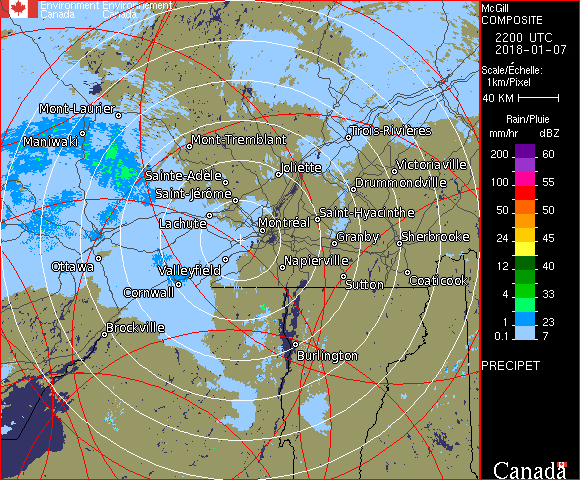 Environment Environnement
Canada Canada
Mont-Laurier
Maniwaki
Mont-Tremblant
Trois-Rivières
Sainte-Adèle
Joliette
Victoriaville
Saint-Jérôme
Drummondville
Lachute
Montréal
Saint-Hyacinthe
Granby
Sherbrooke
Ottawa
Valleyfield
Napierville
Cornwall
Sutton
Coaticook
Brockville
Burlington
McGill
COMPOSITE
2200 UTC
2018-01-07
Scale/Échelle:
1km/Pixel
40 KM
Rain/Pluie
mm/hr dBZ
200 60
100 55
50 50
24 45
12 40
4 33
1 23
0.1 7
PRECIPET
Canada